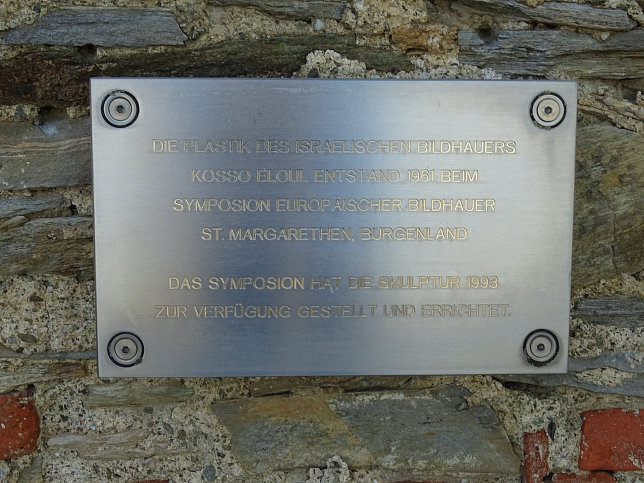 DIE PLASTIK DES ISRAELISCHEN BILDHAUERS
KOSSO ELOUL ENTSTAND 1961 BEIM
SYMPOSION EUROPÄISCHER BILDHAUER
ST. MARGARETHEN, BURGENLAND
DAS SYMPOSION HAT DIE SKULPTUR 1993
ZUR VERFÜGUNG GESTELLT UND ERRICHTET.